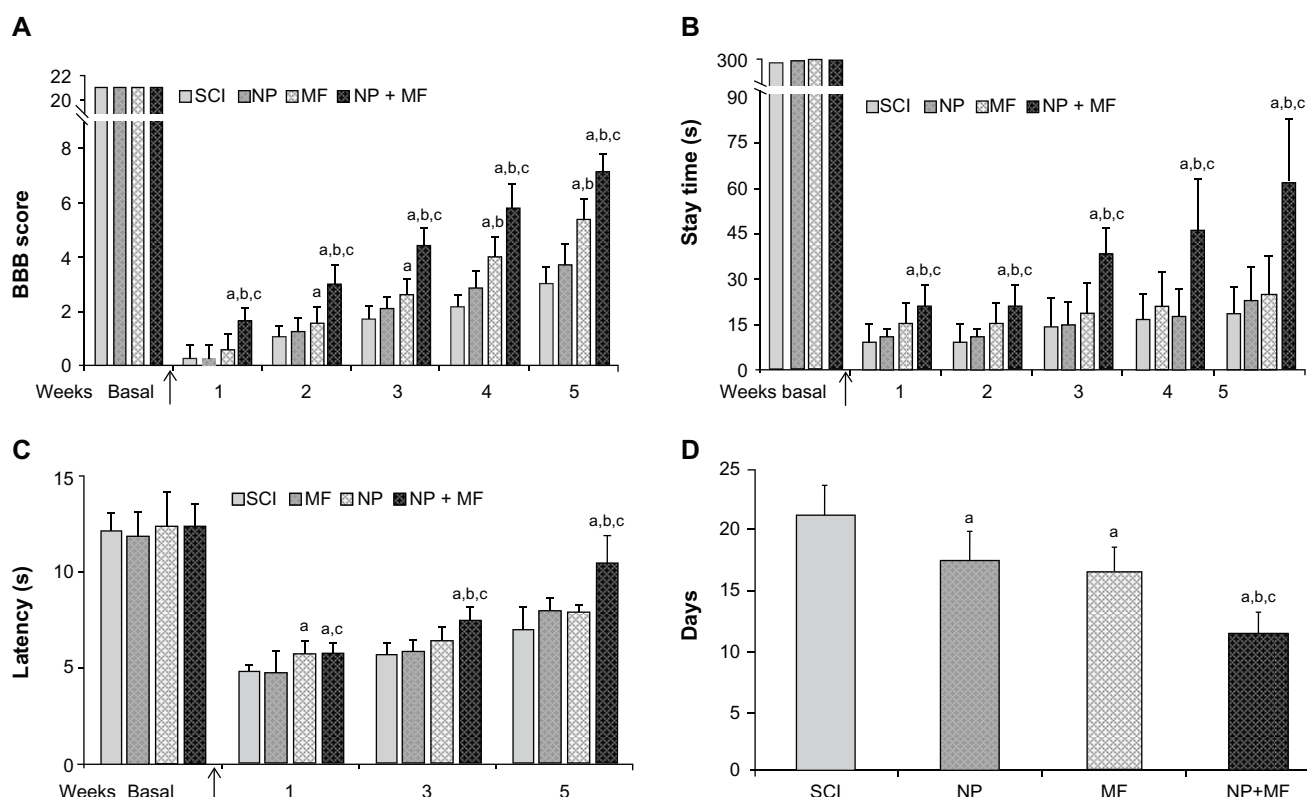 A
BBB score
22
20
8
6
4
2
0
SCI NP MF NP + MF
a,b,c
a
a,b,c
a
a,b,c
a,b
a,b,c
a,b
a,b,c
Weeks Basal 1 2 3 4 5
B
Stay time (s)
300
90
75
60
45
30
15
0
SCI NP MF NP + MF
a,b,c
a,b,c
a,b,c
a,b,c
a,b,c
Weeks basal 1 2 3 4 5
C
Latency (s)
15
10
5
0
SCI MF NP NP + MF
a
a,c
a,b,c
a,b,c
Weeks Basal 1 3 5
D
Days
25
20
15
10
5
0
a
a
a,b,c
SCI NP MF NP+MF